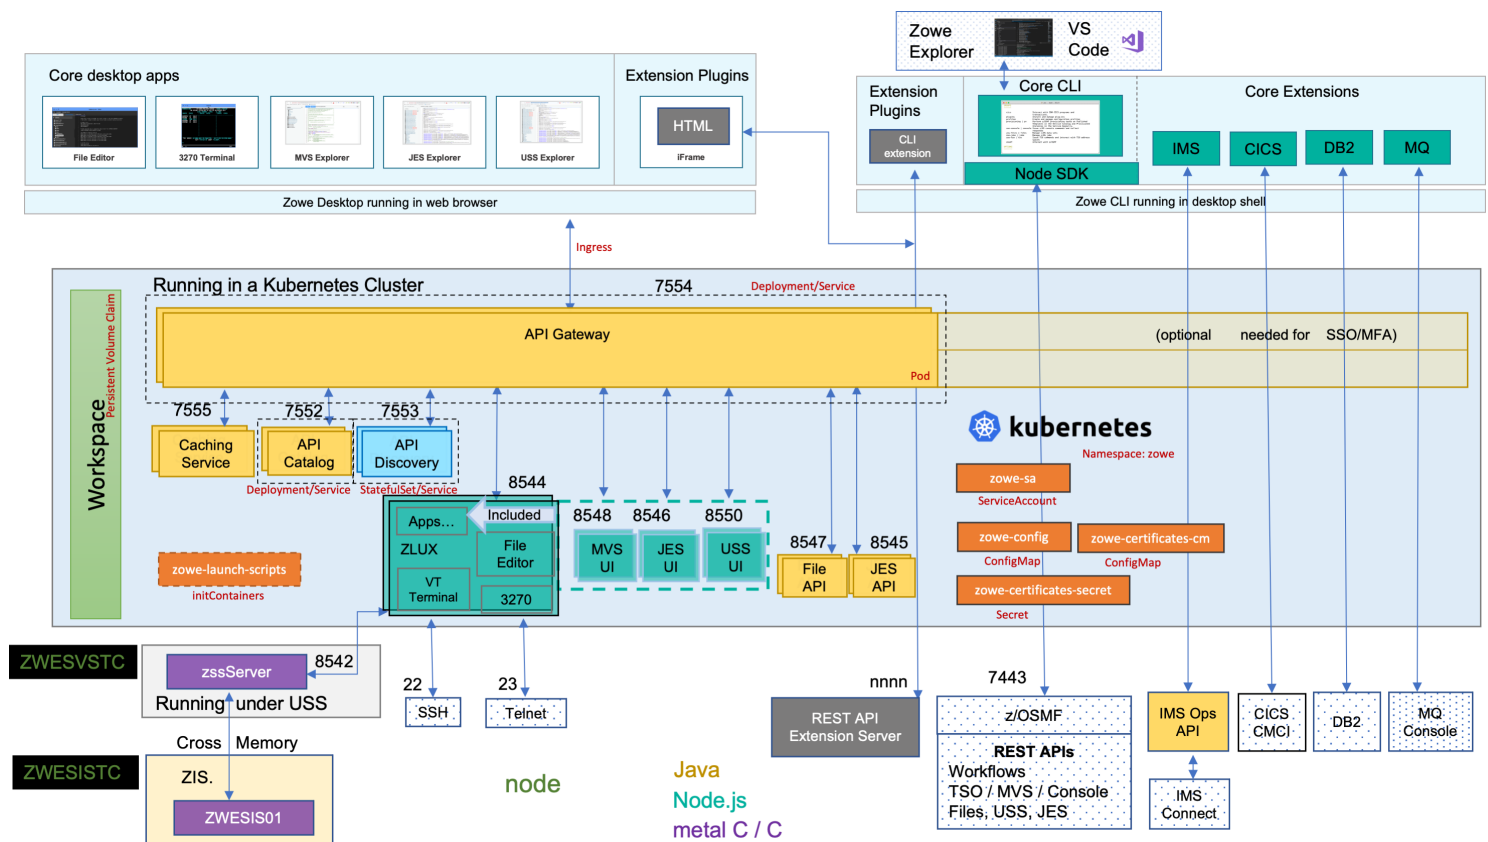 Zowe
Explorer
VS
Code
Core desktop apps
Extension Plugins
File Editor
3270 Terminal
MVS Explorer
JES Explorer
USS Explorer
HTML
iFrame
Zowe Desktop running in web browser
Extension
Plugins
CLI
extension
Core CLI
Node SDK
Core Extensions
IMS
CICS
DB2
MQ
Zowe CLI running in desktop shell
Ingress
Running in a Kubernetes Cluster
7554
Deployment/Service
Workspace
Persistent Volume Claim
API Gateway
Pod
(optional needed for SSO/MFA)
7555
7552
7553
Caching
Service
API
Catalog
API
Discovery
Deployment/Service
StatefulSet/Service
kubernetes
Namespace: zowe
zowe-sa
ServiceAccount
zowe-config
ConfigMap
zowe-certificates-cm
ConfigMap
zowe-certificates-secret
Secret
8544
Apps...
Included
ZLUX
File
Editor
VT
Terminal
3270
8548
8546
8550
MVS
UI
JES
UI
USS
UI
8547
8545
File
API
JES
API
zowe-launch-scripts
initContainers
ZWESVSTC
zssServer
8542
Running under USS
Cross Memory
ZWESISTC
ZIS.
ZWESIS01
22
SSH
23
Telnet
node
Java
Node.js
metal C / C
nnnn
REST API
Extension Server
7443
z/OSMF
REST APIs
Workflows
TSO / MVS / Console
Files, USS, JES
IMS Ops
API
IMS
Connect
CICS
CMCI
DB2
MQ
Console